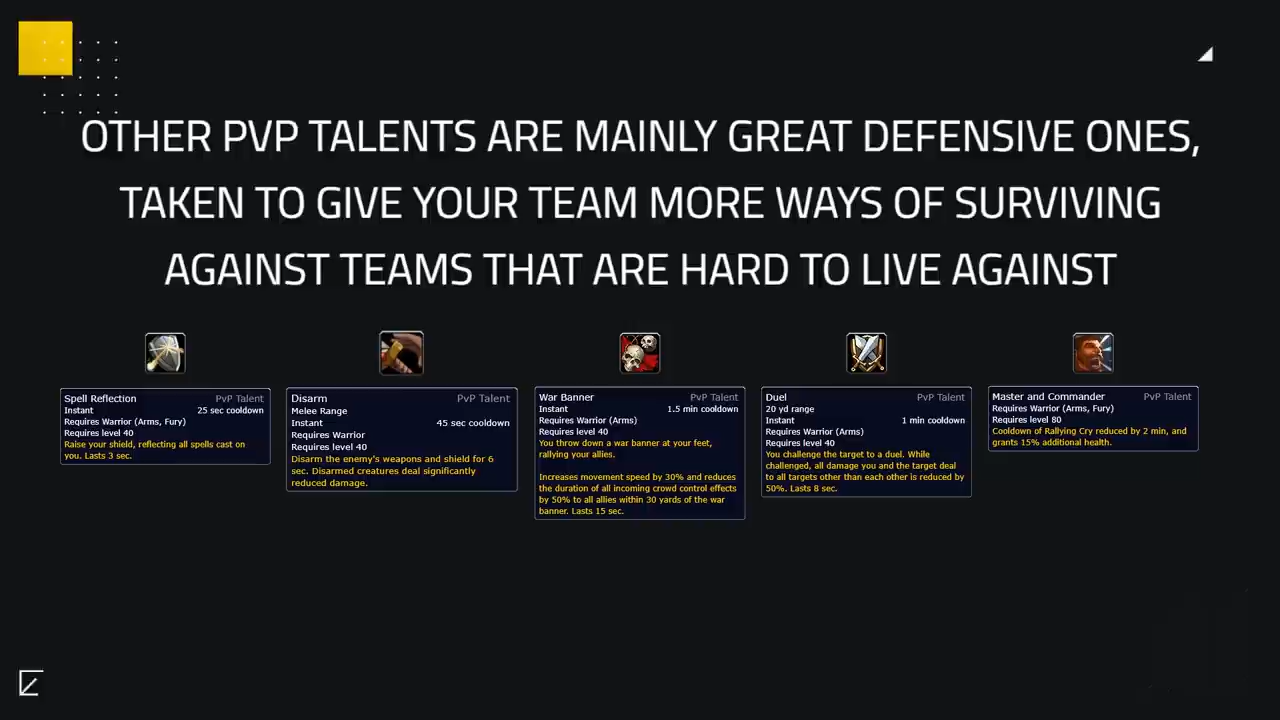 OTHER PVP TALENTS ARE MAINLY GREAT DEFENSIVE ONES,
TAKEN TO GIVE YOUR TEAM MORE WAYS OF SURVIVING
AGAINST TEAMS THAT ARE HARD TO LIVE AGAINST
Spell Reflection PvP Talent
Instant 25 sec cooldown
Requires Warrior (Arms, Fury)
Requires level 40
Raise your shield, reflecting all spells cast on
you. Lasts 3 sec.
Disarm PvP Talent
Melee Range
Instant 45 sec cooldown
Requires Warrior
Requires level 40
Disarm the enemy's weapons and shield for 6
sec. Disarmed creatures deal significantly
reduced damage.
War Banner PvP Talent
Instant 1.5 min cooldown
Requires Warrior (Arms)
Requires level 40
You throw down a war banner at your feet,
rallying your allies.
Increases movement speed by 30% and reduces
the duration of all incoming crowd control effects
by 50% to all allies within 30 yards of the war
banner. Lasts 15 sec.
Duel PvP Talent
20 yd range
Instant 1 min cooldown
Requires Warrior (Arms)
Requires level 40
You challenge the target to a duel. While
challenged, all damage you and the target deal
to all targets other than each other is reduced by
50%. Lasts 8 sec.
Master and Commander PvP Talent
Requires Warrior (Arms, Fury)
Requires level 80
Cooldown of Rallying Cry reduced by 2 min, and
grants 15% additional health.